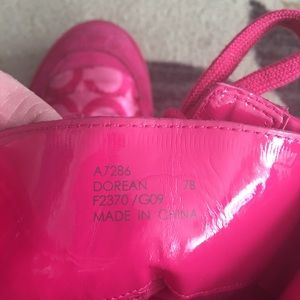 A7286
DOREAN 7B
F2370 /G09
MADE IN CHINA